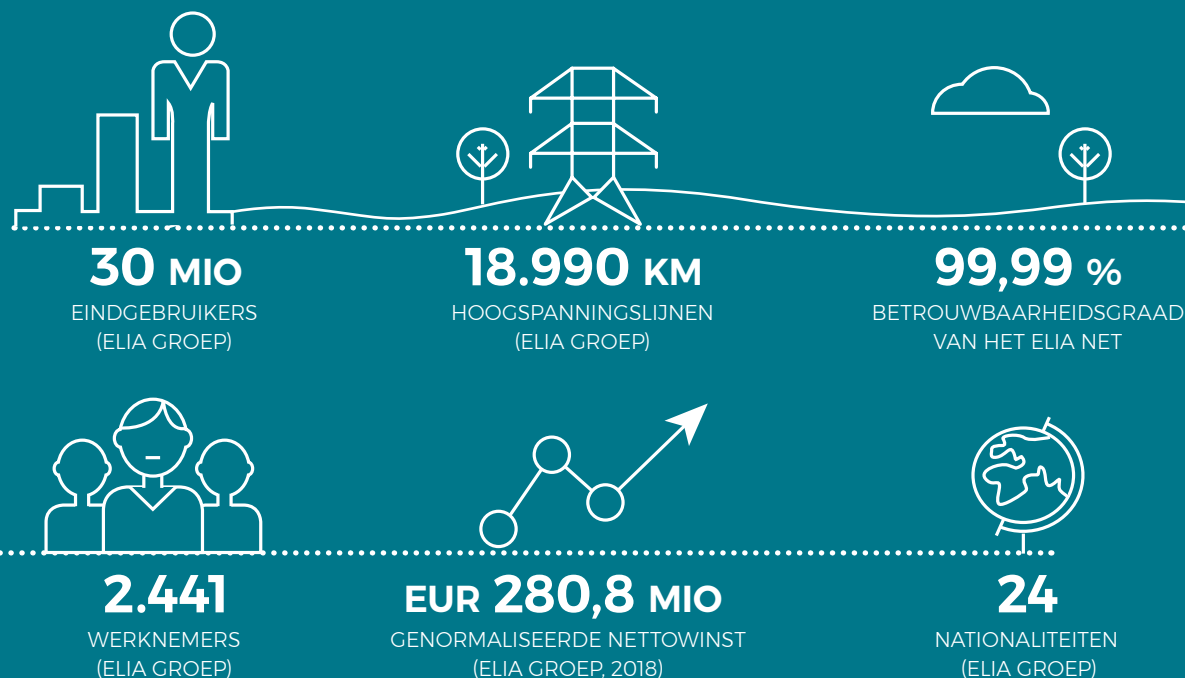 30 MIO
EINDGEBRUIKERS
(ELIA GROEP)
18.990 KM
HOOGSPANNINGSLIJNEN
(ELIA GROEP)
99,99 %
BETROUWBAARHEIDSGRAAD
VAN HET ELIA NET
2.441
WERKNEMERS
(ELIA GROEP)
EUR 280,8 MIO
GENORMALISEERDE NETTOWINST
(ELIA GROEP, 2018)
24
NATIONALITEITEN
(ELIA GROEP)